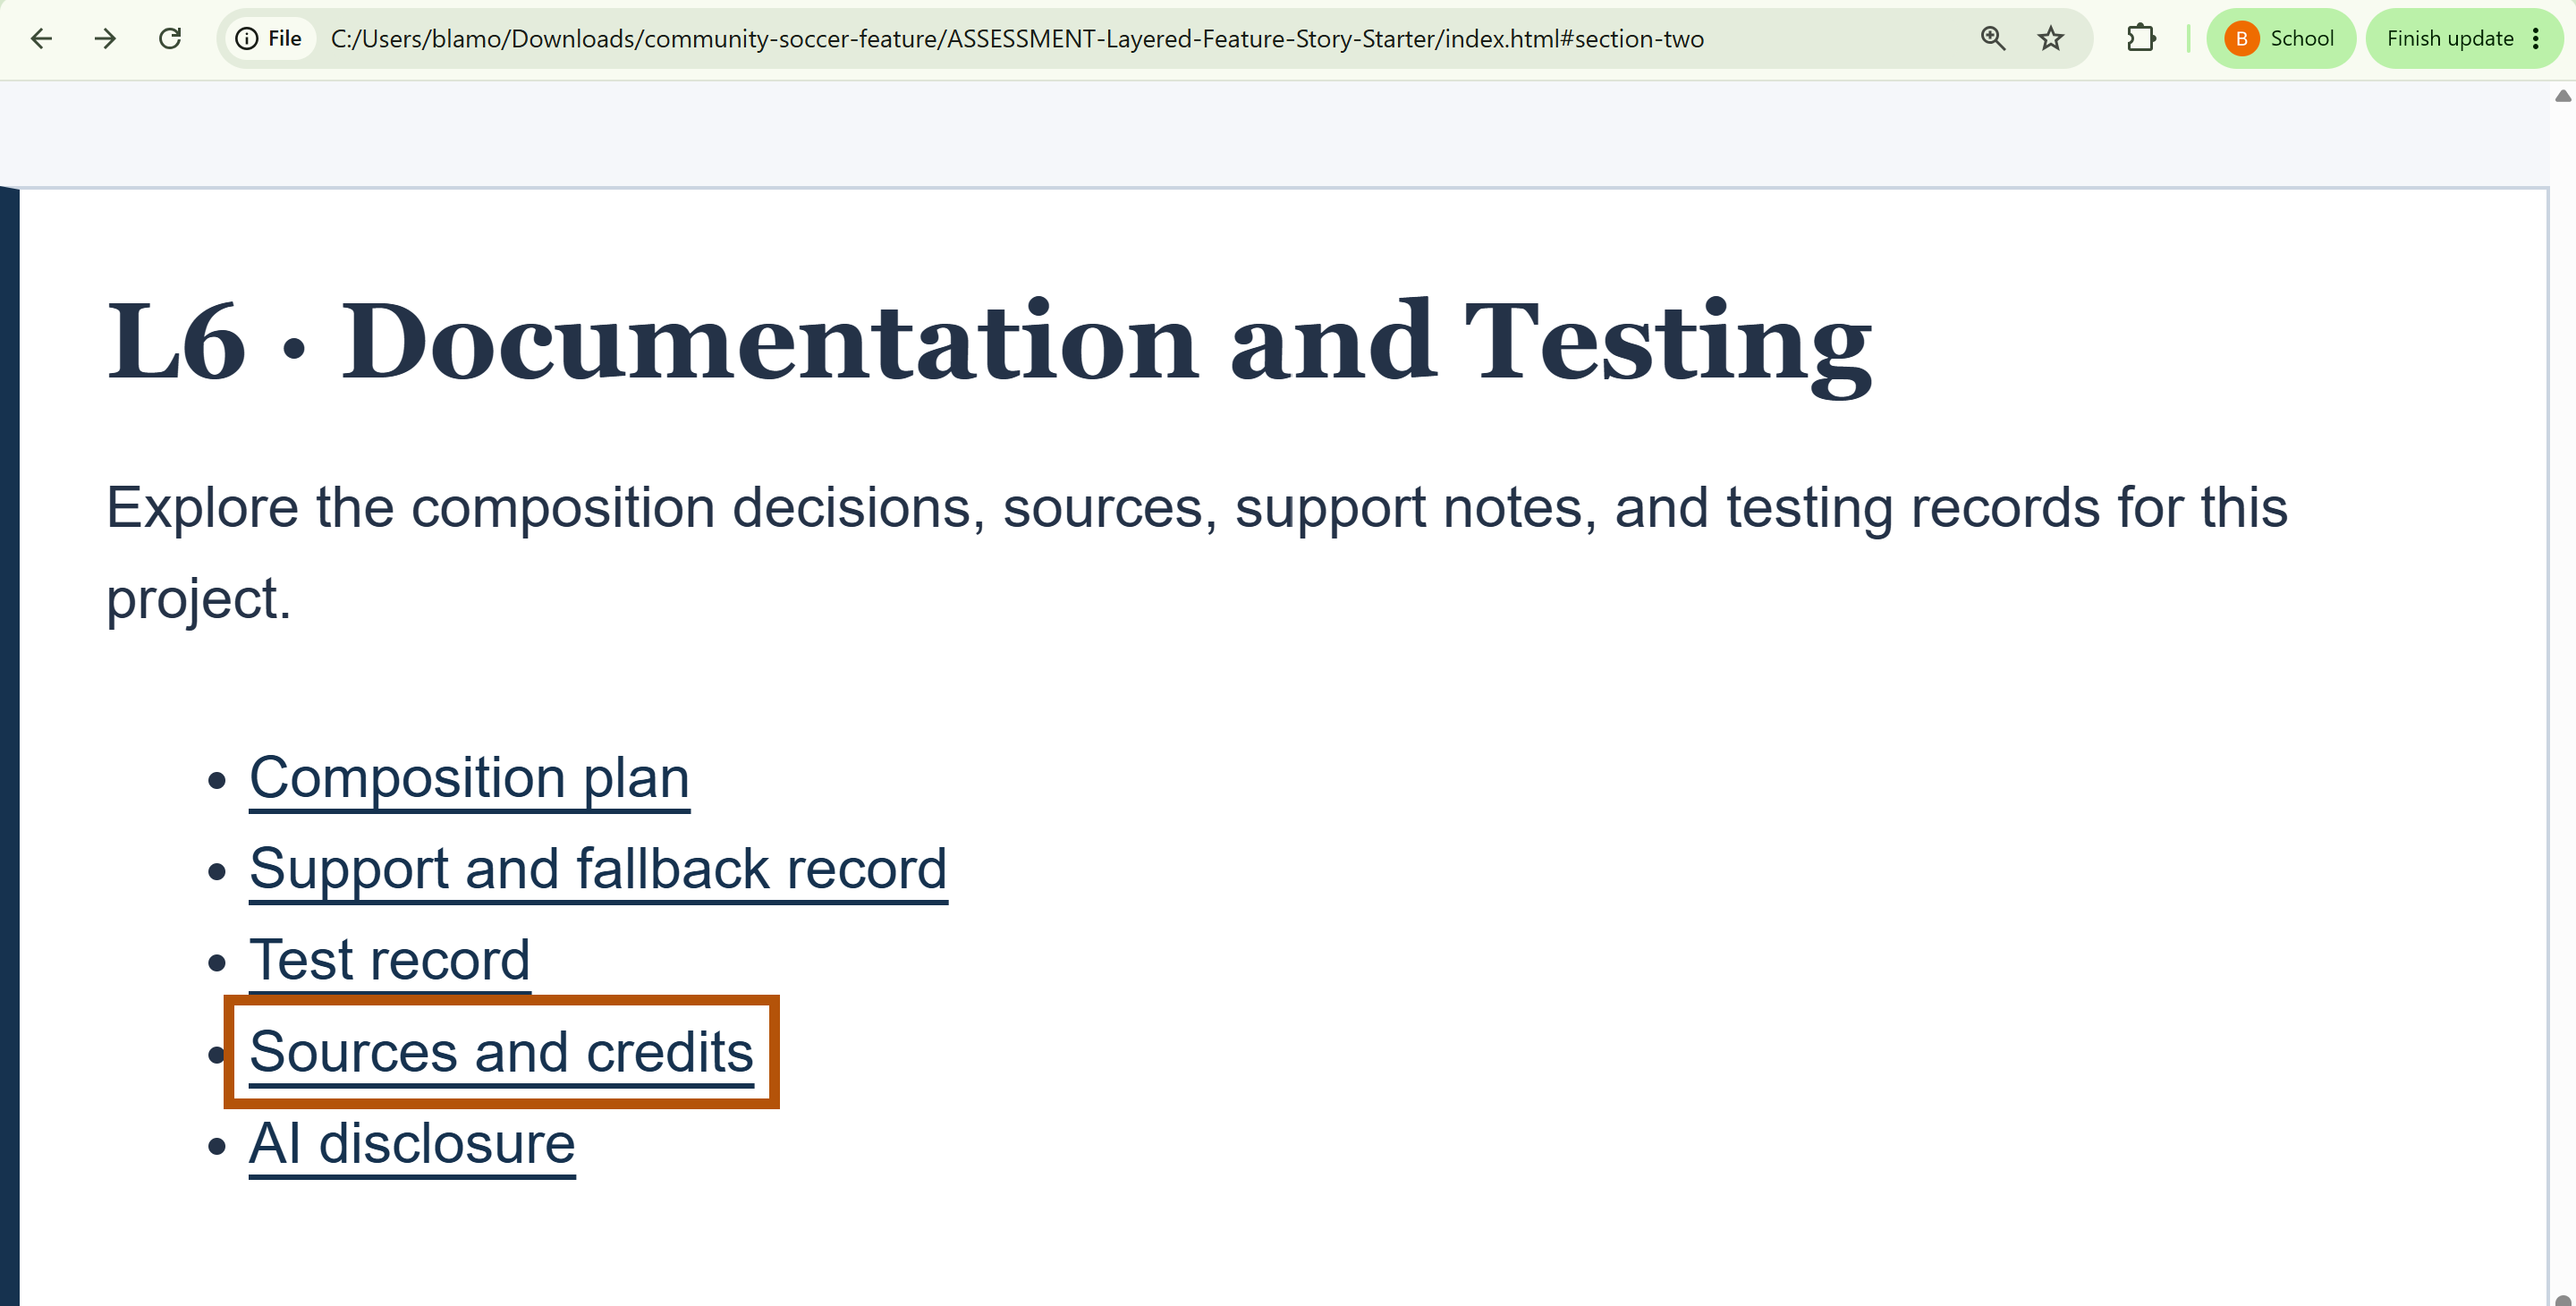 File
C:/Users/blamo/Downloads/community-soccer-feature/ASSESSMENT-Layered-Feature-Story-Starter/index.html#section-two
B School
Finish update
L6 · Documentation and Testing
Explore the composition decisions, sources, support notes, and testing records for this
project.
• Composition plan
• Support and fallback record
• Test record
• Sources and credits
• AI disclosure